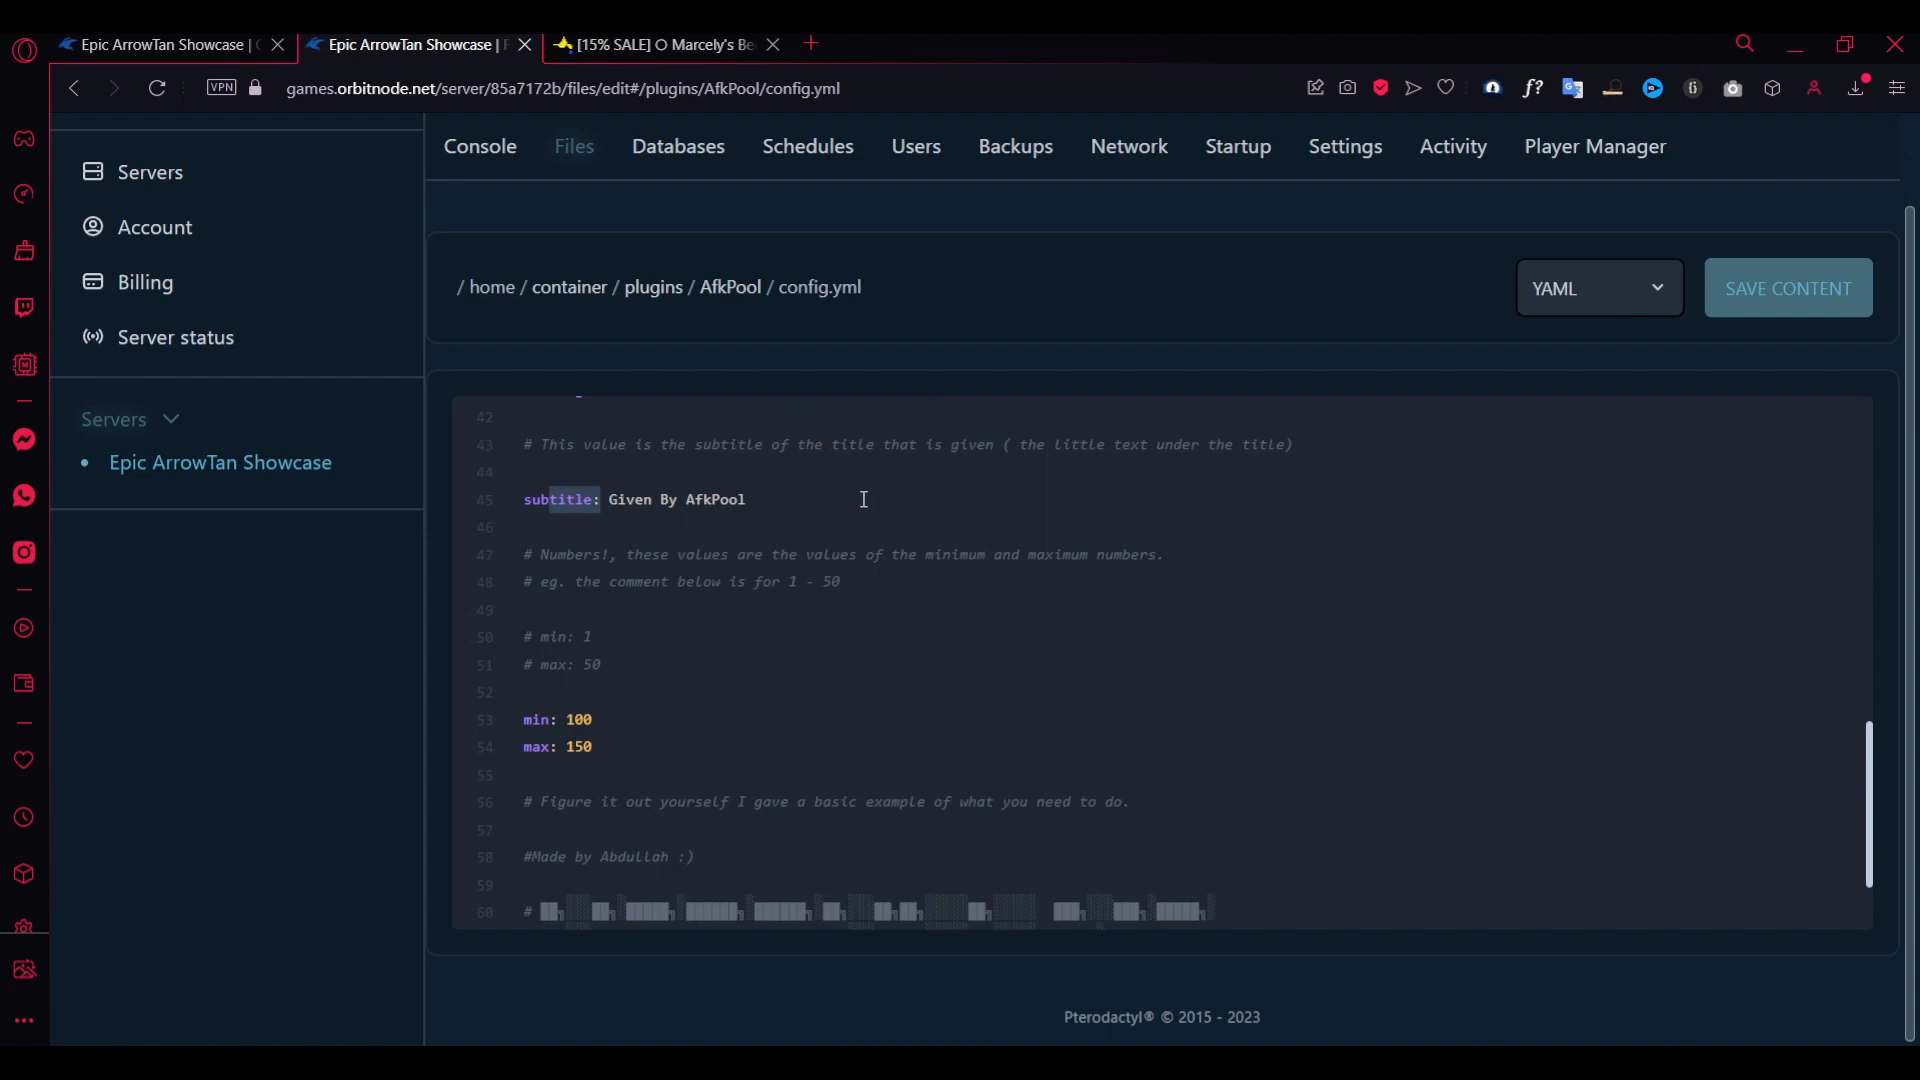 Epic ArrowTan Showcase |
Epic ArrowTan Showcase |
[15% SALE] O Marcely's Be
VPN
games.orbitnode.net/server/85a7172b/files/edit#/plugins/AfkPool/config.yml
f?
Servers
Account
Billing
Server status
Servers
Epic ArrowTan Showcase
Console
Files
Databases
Schedules
Users
Backups
Network
Startup
Settings
Activity
Player Manager
/ home / container / plugins / AfkPool / config.yml
YAML
SAVE CONTENT
42
43 # This value is the subtitle of the title that is given ( the little text under the title)
44
45 subtitle: Given By AfkPool
46
47 # Numbers!, these values are the values of the minimum and maximum numbers.
48 # eg. the comment below is for 1 - 50
49
50 # min: 1
51 # max: 50
52
53 min: 100
54 max: 150
55
56 # Figure it out yourself I gave a basic example of what you need to do.
57
58 #Made by Abdullah :)
59
60 #
Pterodactyl® © 2015 - 2023